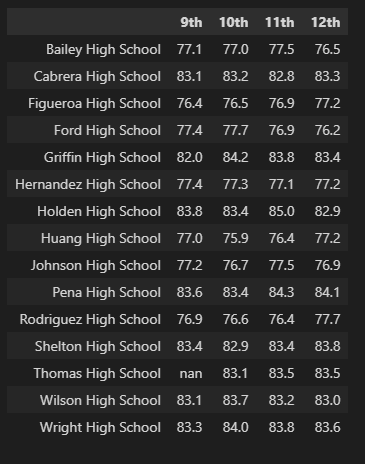 9th 10th 11th 12th
Bailey High School 77.1 77.0 77.5 76.5
Cabrera High School 83.1 83.2 82.8 83.3
Figueroa High School 76.4 76.5 76.9 77.2
Ford High School 77.4 77.7 76.9 76.2
Griffin High School 82.0 84.2 83.8 83.4
Hernandez High School 77.4 77.3 77.1 77.2
Holden High School 83.8 83.4 85.0 82.9
Huang High School 77.0 75.9 76.4 77.2
Johnson High School 77.2 76.7 77.5 76.9
Pena High School 83.6 83.4 84.3 84.1
Rodriguez High School 76.9 76.6 76.4 77.7
Shelton High School 83.4 82.9 83.4 83.8
Thomas High School nan 83.1 83.5 83.5
Wilson High School 83.1 83.7 83.2 83.0
Wright High School 83.3 84.0 83.8 83.6